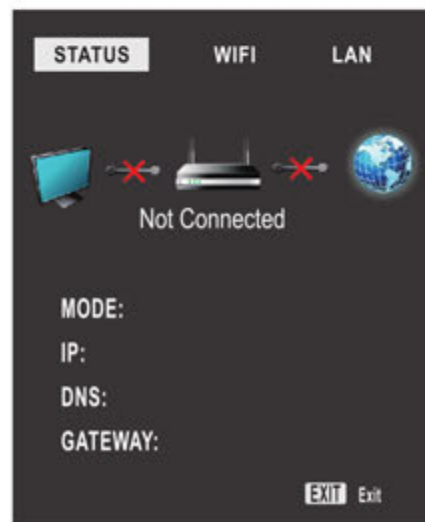 STATUS WIFI LAN
Not Connected
MODE:
IP:
DNS:
GATEWAY:
EXIT Exit